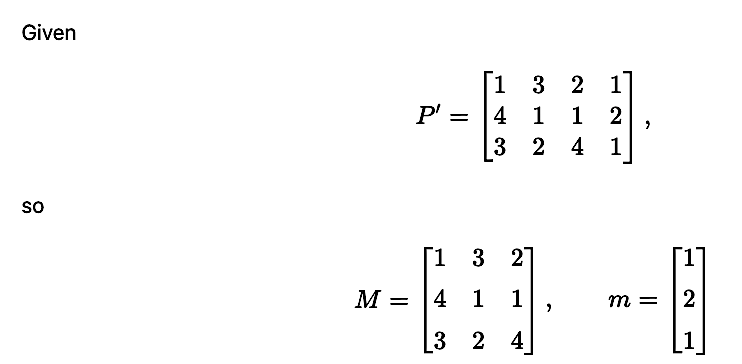 Given
P′ = [1 3 2 1
4 1 1 2
3 2 4 1],
so
M = [1 3 2
4 1 1
3 2 4], m = [1
2
1]